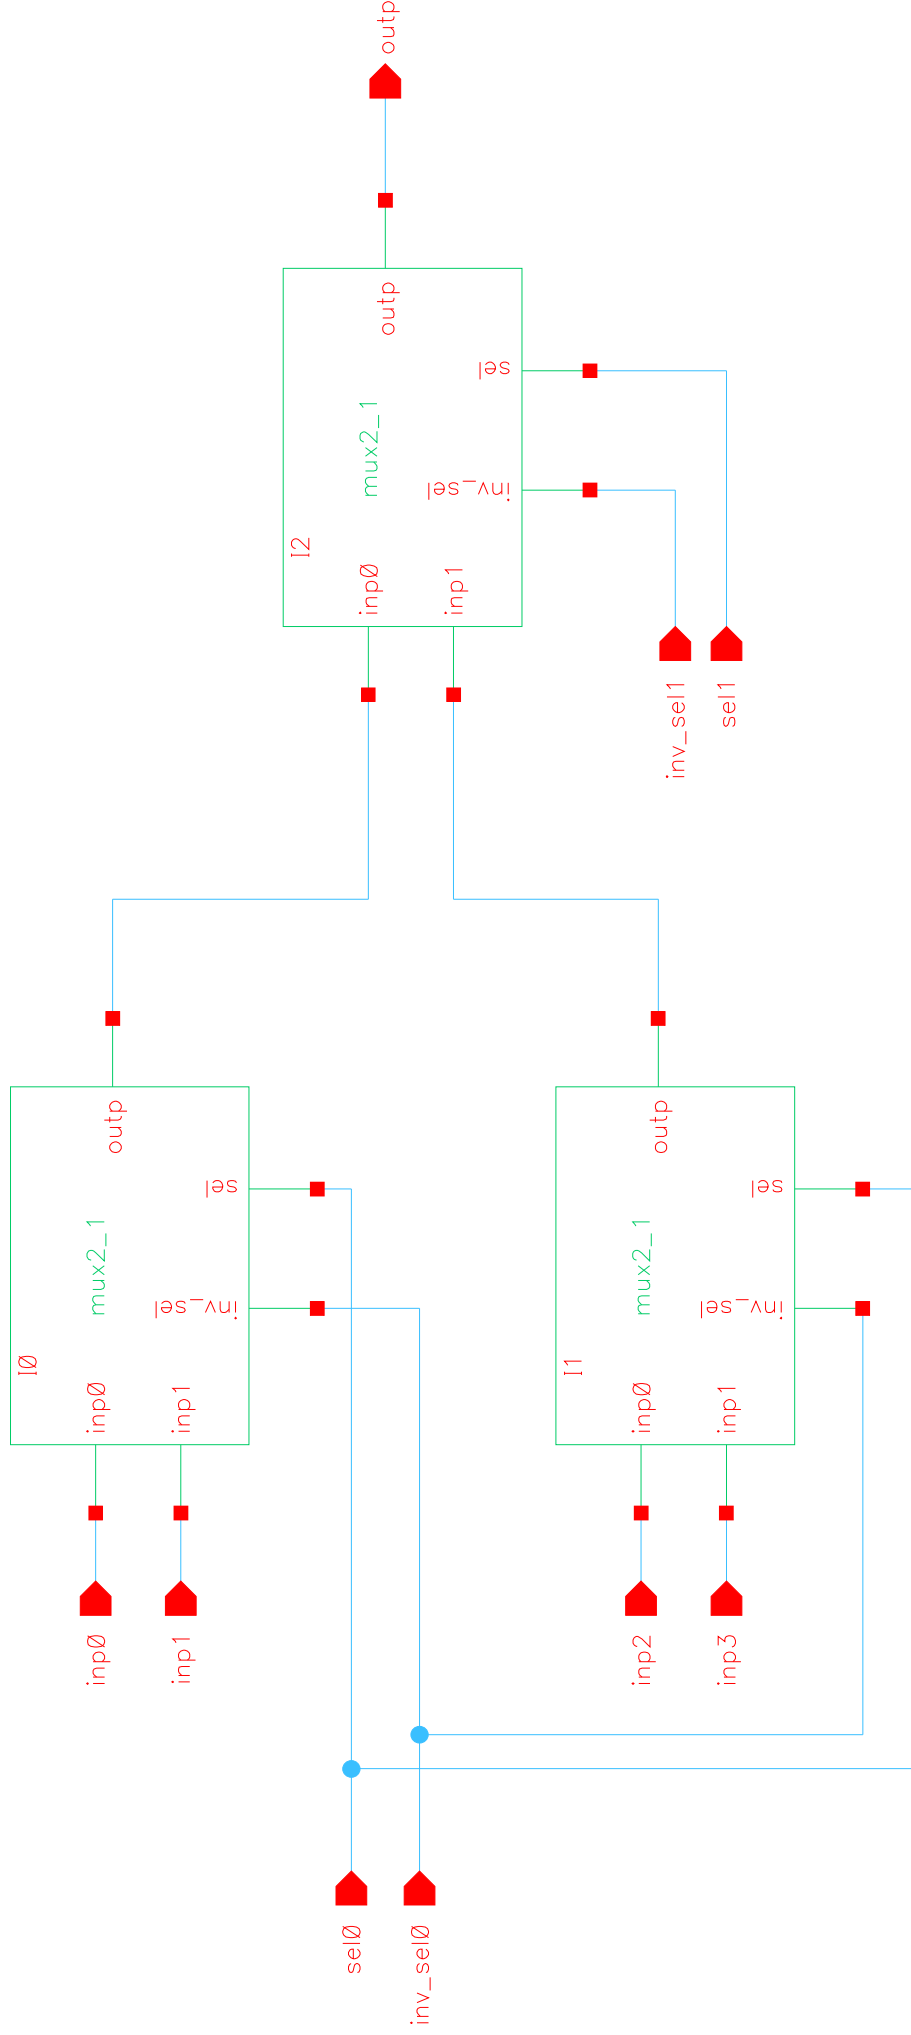 outp
outp
sel
mux2_1
inv_sel
I2
inp0
inp1
inv_sel1
sel1
outp
sel
mux2_1
inv_sel
I0
inp0
inp1
outp
sel
mux2_1
inv_sel
I1
inp0
inp1
inp0
inp1
inp2
inp3
sel0
inv_sel0